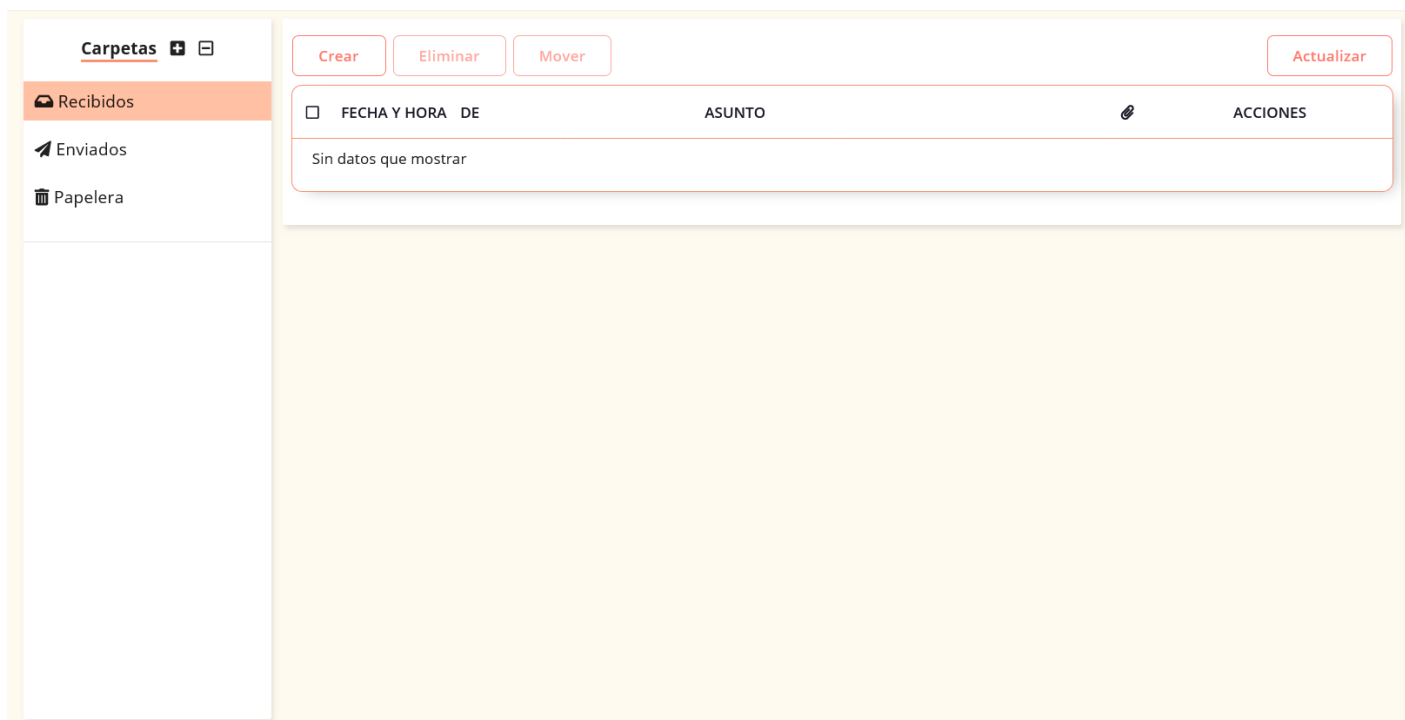 Carpetas
Recibidos
Enviados
Papelera
Crear Eliminar Mover Actualizar
FECHA Y HORA DE ASUNTO ACCIONES
Sin datos que mostrar